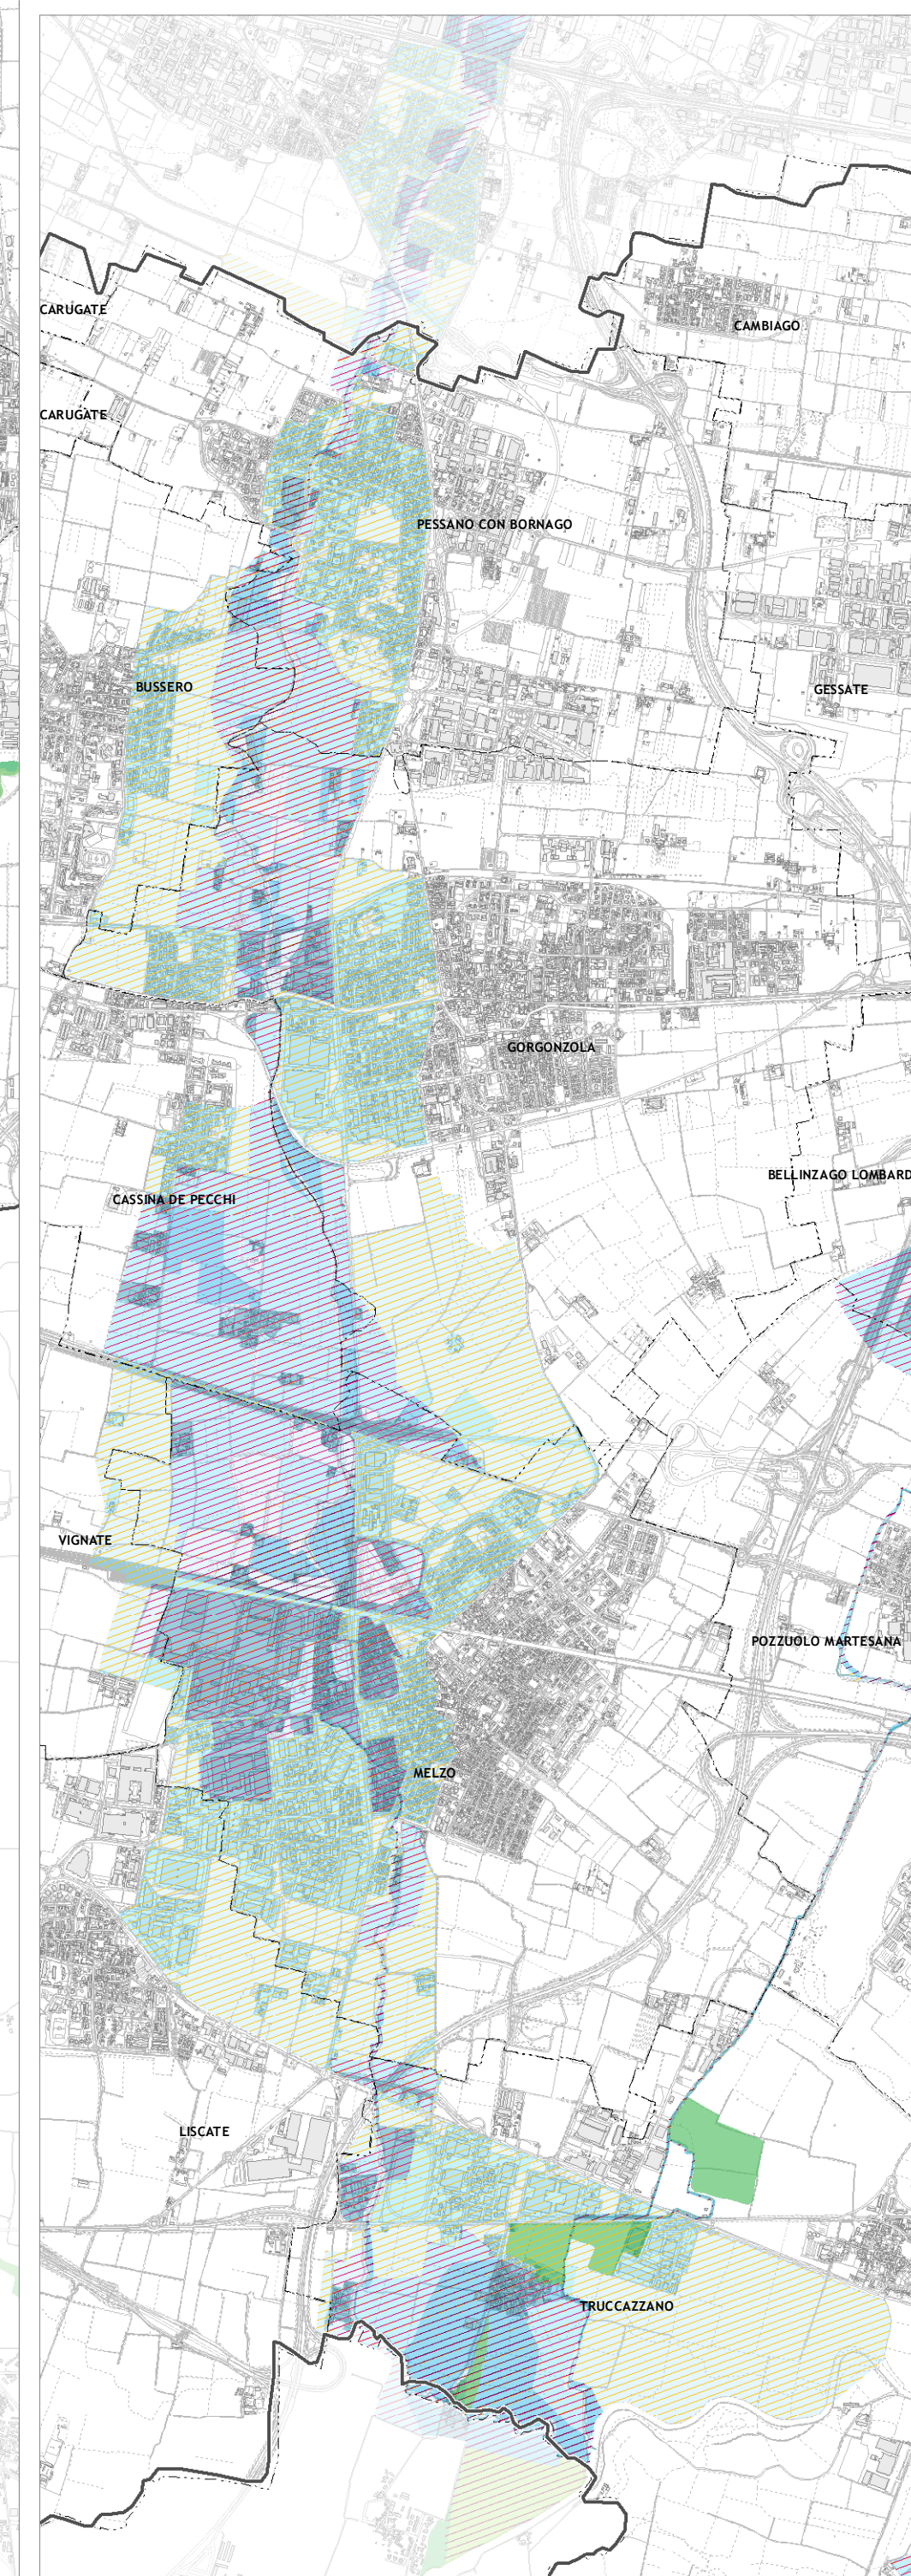 CARUGATE
CAMBIAGO
CARUGATE
PESSANO CON BORNAGO
BUSSERO
GESSATE
GORGONZOLA
BELLINZAGO LOMBARD
CASSINA DE PECCHI
VIGNATE
POZZUOLO MARTESANA
MELZO
LISCATE
TRUCCAZZANO